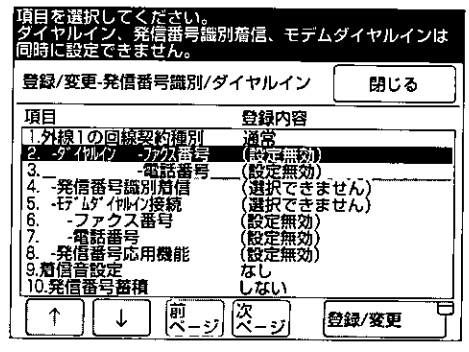 項目を選択してください。
ダイヤルイン、発信番号識別着信、モデムダイヤルインは
同時に設定できません。
登録/変更-発信番号識別/ダイヤルイン 閉じる
項目 登録内容
1.外線1の回線契約種別 通常
2. -ダイヤルイン -ファクス番号 (設定無効)
3. -電話番号 (設定無効)
4. -発信番号識別着信 (選択できません)
5. -モデムダイヤルイン接続 (選択できません)
6. -ファクス番号 (設定無効)
7. -電話番号 (設定無効)
8. -発信番号応用機能 (設定無効)
9.着信音設定 なし
10.発信番号蓄積 しない
↑ ↓ 前ページ 次ページ 登録/変更